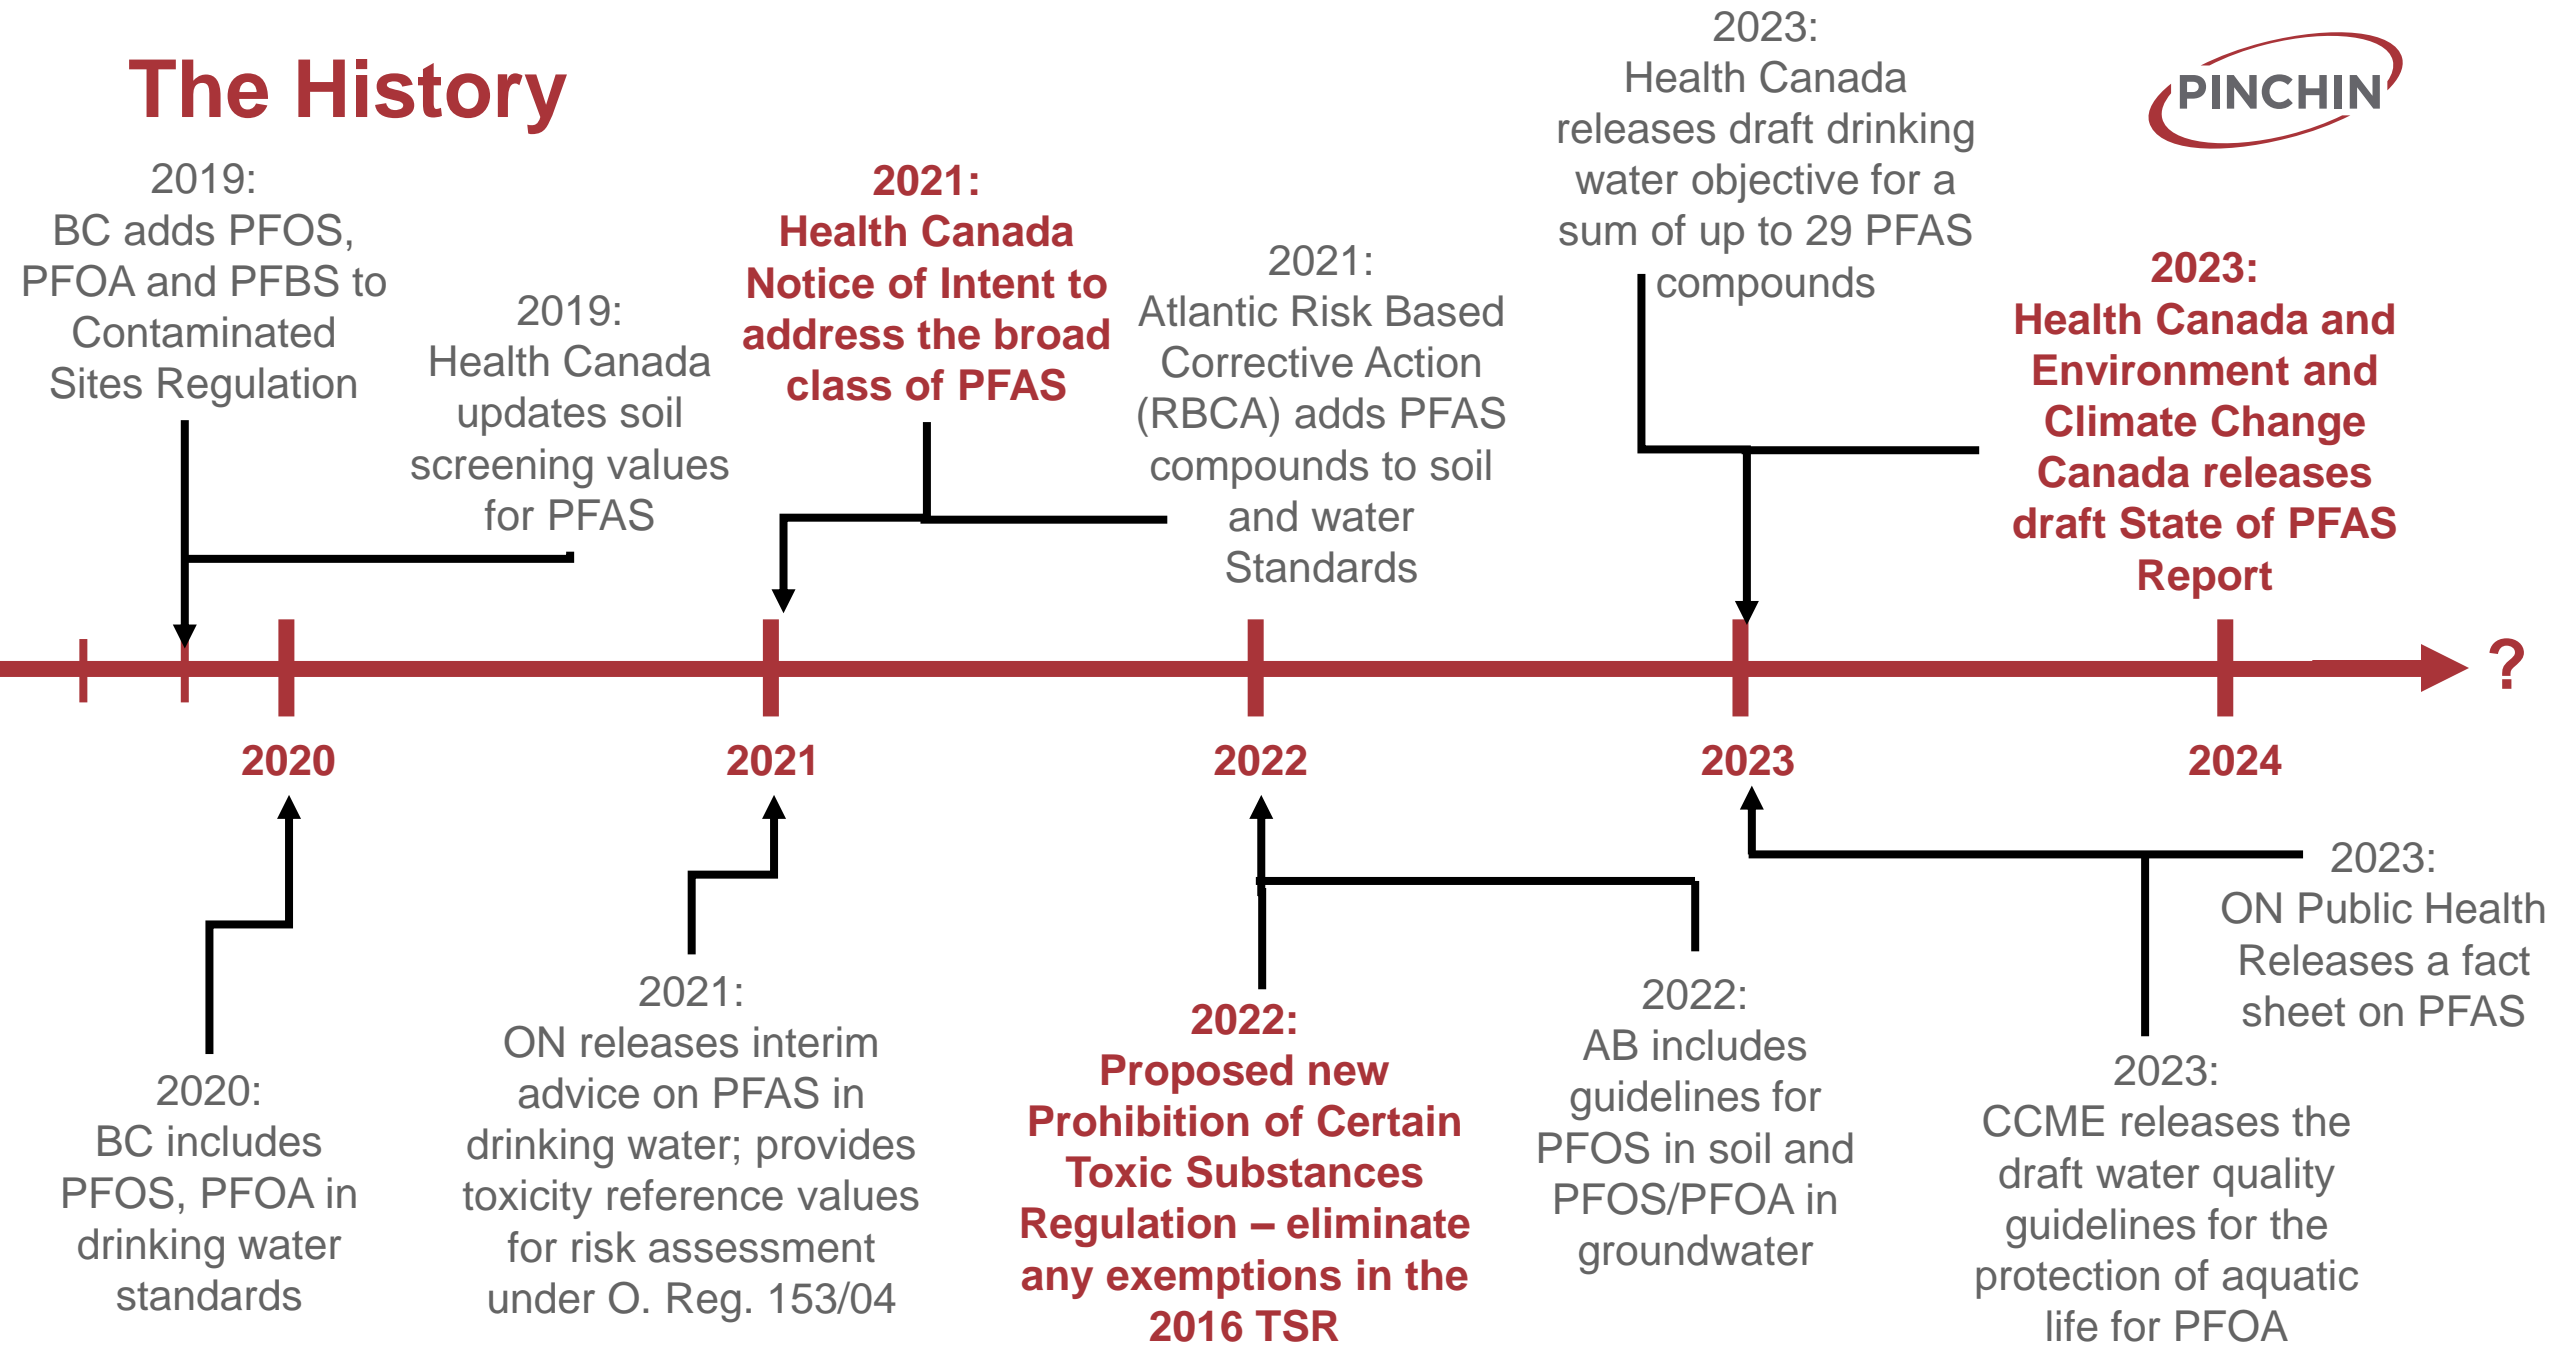 The History
PINCHIN
2019:
BC adds PFOS,
PFOA and PFBS to
Contaminated
Sites Regulation
2019:
Health Canada
updates soil
screening values
for PFAS
2021:
Health Canada
Notice of Intent to
address the broad
class of PFAS
2021:
Atlantic Risk Based
Corrective Action
(RBCA) adds PFAS
compounds to soil
and water
Standards
2023:
Health Canada
releases draft drinking
water objective for a
sum of up to 29 PFAS
compounds
2023:
Health Canada and
Environment and
Climate Change
Canada releases
draft State of PFAS
Report
?
2020
2021
2022
2023
2024
2020:
BC includes
PFOS, PFOA in
drinking water
standards
2021:
ON releases interim
advice on PFAS in
drinking water; provides
toxicity reference values
for risk assessment
under O. Reg. 153/04
2022:
Proposed new
Prohibition of Certain
Toxic Substances
Regulation – eliminate
any exemptions in the
2016 TSR
2022:
AB includes
guidelines for
PFOS in soil and
PFOS/PFOA in
groundwater
2023:
CCME releases the
draft water quality
guidelines for the
protection of aquatic
life for PFOA
2023:
ON Public Health
Releases a fact
sheet on PFAS